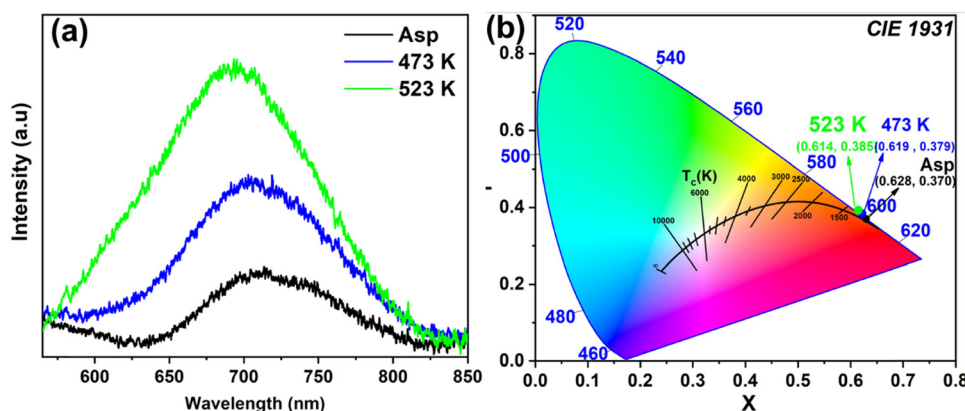 (a)
Asp
473 K
523 K
Intensity (a.u)
600 650 700 750 800 850
Wavelength (nm)
(b)
CIE 1931
520
540
560
500
580
600
620
480
460
523 K
(0.614 , 0.385)
473 K
(0.619 , 0.379)
Asp
(0.628 , 0.370)
Tc(K)
10000
6000
4000
3000
2500
2000
1500
0.8
0.6
0.4
0.2
0.0
0.0 0.1 0.2 0.3 0.4 0.5 0.6 0.7 0.8
X